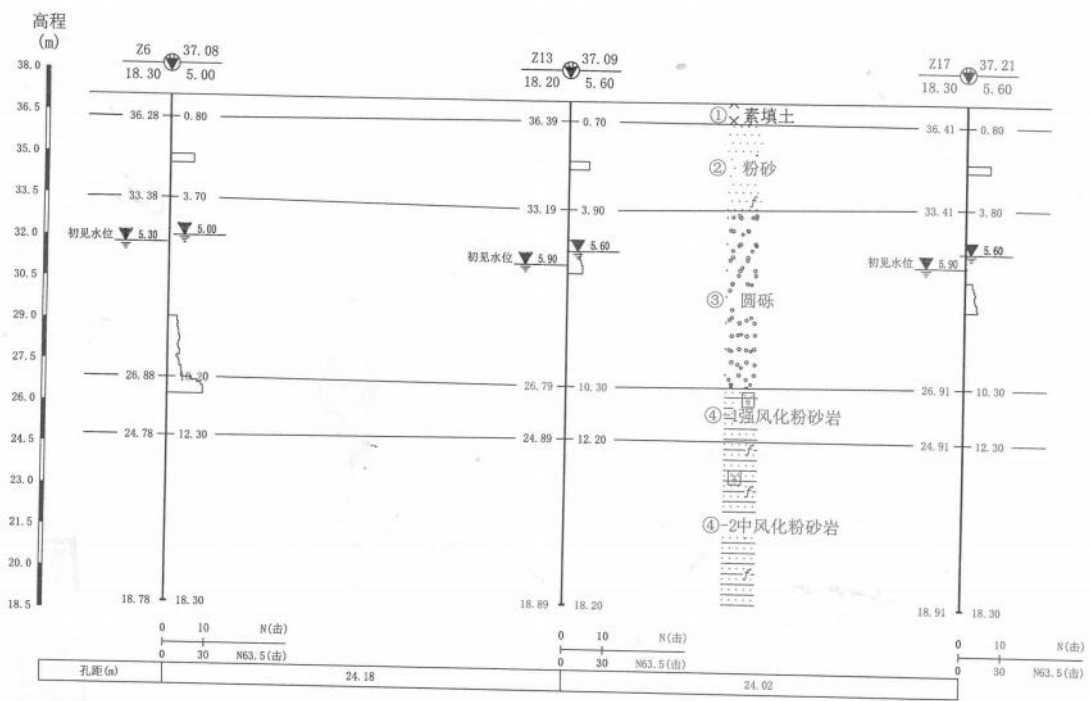 高程
(m)
38.0
36.5
35.0
33.5
32.0
30.5
29.0
27.5
26.0
24.5
23.0
21.5
20.0
18.5
Z6 37.08
18.30 5.00
36.28 0.80
33.38 3.70
初见水位 5.30 5.00
26.88 10.20
24.78 12.30
18.78 18.30
0 10 N(击)
0 30 N63.5(击)
Z13 37.09
18.20 5.60
36.39 0.70
33.19 3.90
初见水位 5.90 5.60
26.79 10.30
24.89 12.20
18.89 18.20
0 10 N(击)
0 30 N63.5(击)
① 素填土
② 粉砂
f
③ 圆砾
④-1强风化粉砂岩
f
f
④-2中风化粉砂岩
f
Z17 37.21
18.30 5.60
36.41 0.80
33.41 3.80
初见水位 5.90 5.60
26.91 10.30
24.91 12.30
18.91 18.30
0 10 N(击)
0 30 N63.5(击)
孔距(m) 24.18 24.02